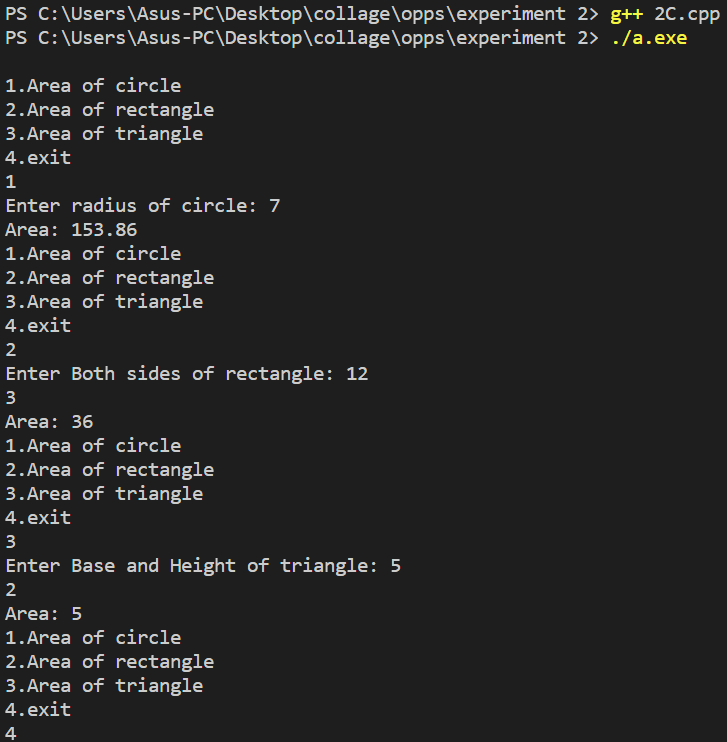 PS C:\Users\Asus-PC\Desktop\collage\opps\experiment 2> g++ 2C.cpp
PS C:\Users\Asus-PC\Desktop\collage\opps\experiment 2> ./a.exe
1.Area of circle
2.Area of rectangle
3.Area of triangle
4.exit
1
Enter radius of circle: 7
Area: 153.86
1.Area of circle
2.Area of rectangle
3.Area of triangle
4.exit
2
Enter Both sides of rectangle: 12
3
Area: 36
1.Area of circle
2.Area of rectangle
3.Area of triangle
4.exit
3
Enter Base and Height of triangle: 5
2
Area: 5
1.Area of circle
2.Area of rectangle
3.Area of triangle
4.exit
4